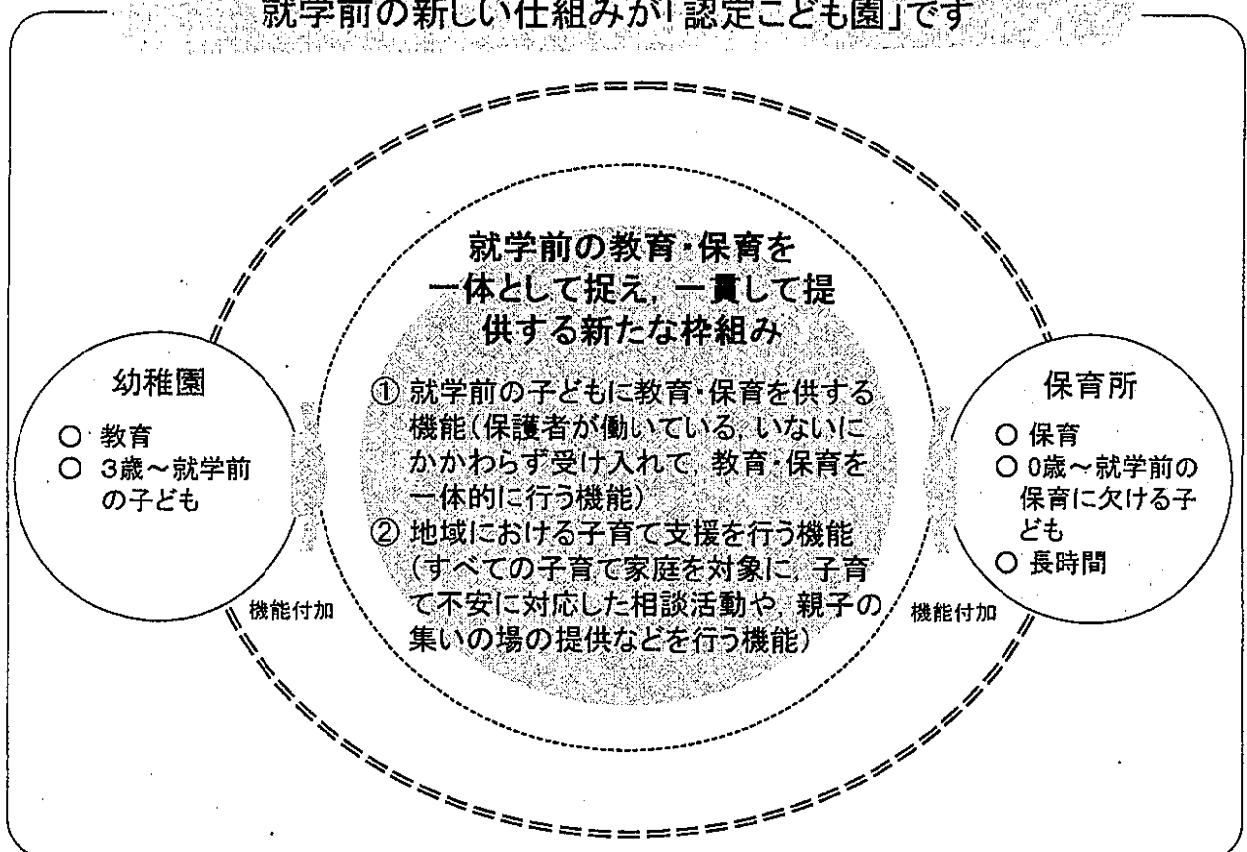 就学前の新しい仕組みが「認定こども園」です
就学前の教育・保育を
一体として捉え,一貫して提
供する新たな枠組み
① 就学前の子どもに教育・保育を供する
機能(保護者が働いている,いないに
かかわらず受け入れて,教育・保育を
一体的に行う機能)
② 地域における子育て支援を行う機能
(すべての子育て家庭を対象に,子育
て不安に対応した相談活動や,親子の
集いの場の提供などを行う機能)
幼稚園
○ 教育
○ 3歳~就学前
の子ども
機能付加
保育所
○ 保育
○ 0歳~就学前の
保育に欠ける子
ども
○ 長時間
機能付加